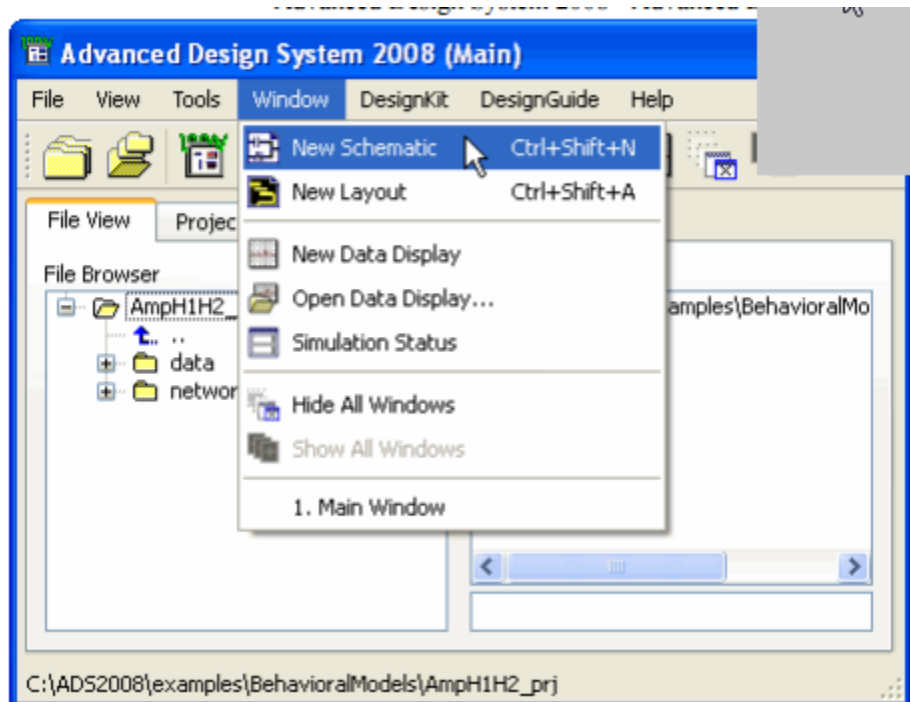 Advanced Design System 2008 (Main)
File View Tools Window DesignKit DesignGuide Help
New Schematic Ctrl+Shift+N
New Layout Ctrl+Shift+A
File View Projec
New Data Display
File Browser
AmpH1H2_ Open Data Display... amples\BehavioralMo
..
Simulation Status
data
networ
Hide All Windows
Show All Windows
1. Main Window
C:\ADS2008\examples\BehavioralModels\AmpH1H2_prj